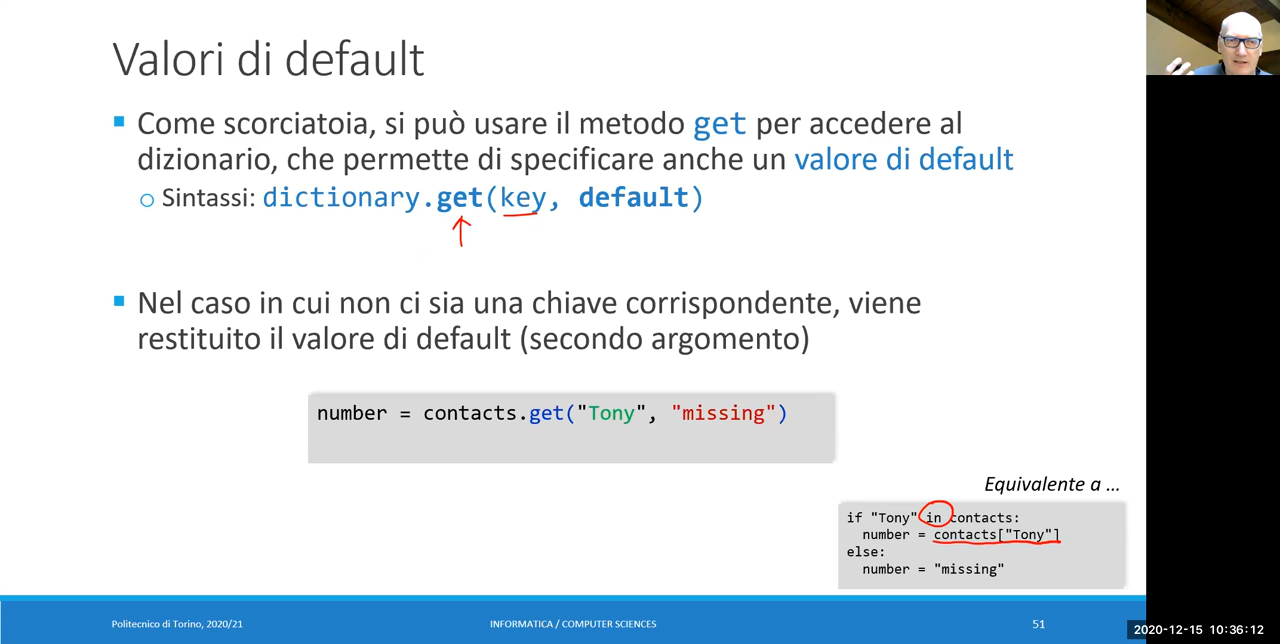 Valori di default
Come scorciatoia, si può usare il metodo get per accedere al
dizionario, che permette di specificare anche un valore di default
Sintassi: dictionary.get(key, default)
Nel caso in cui non ci sia una chiave corrispondente, viene
restituito il valore di default (secondo argomento)
number = contacts.get("Tony", "missing")
Equivalente a …
if "Tony" in contacts:
number = contacts["Tony"]
else:
number = "missing"
Politecnico di Torino, 2020/21
INFORMATICA / COMPUTER SCIENCES
51
2020-12-15 10:36:12